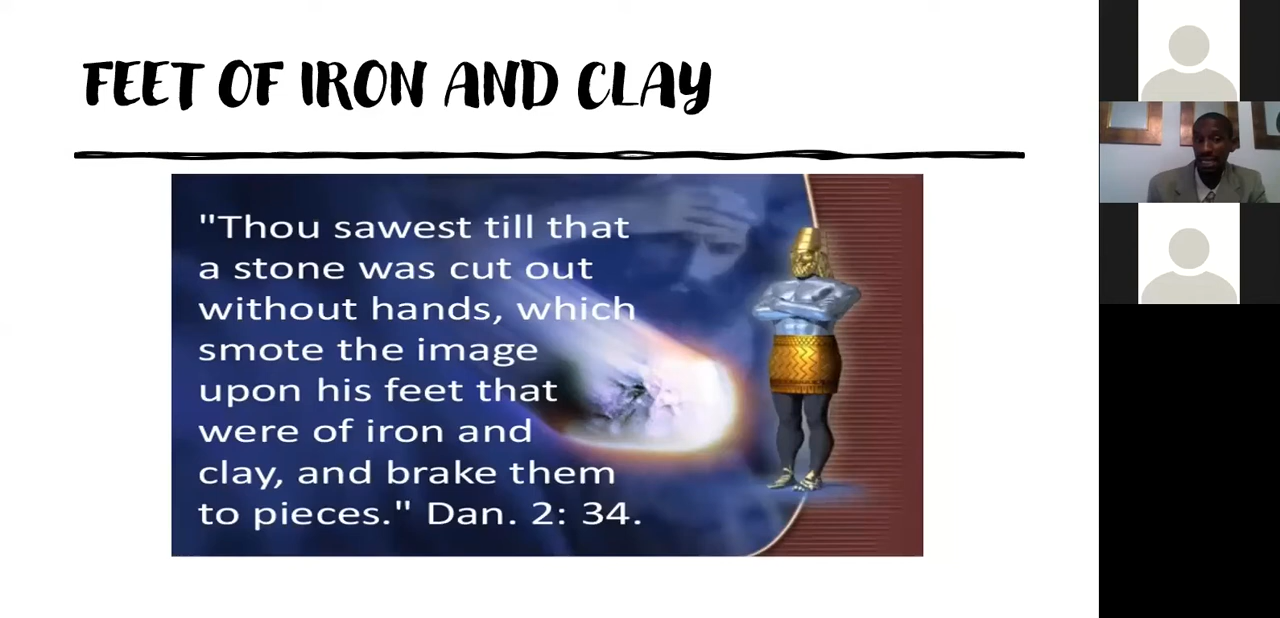 FEET OF IRON AND CLAY
"Thou sawest till that
a stone was cut out
without hands, which
smote the image
upon his feet that
were of iron and
clay, and brake them
to pieces." Dan. 2: 34.